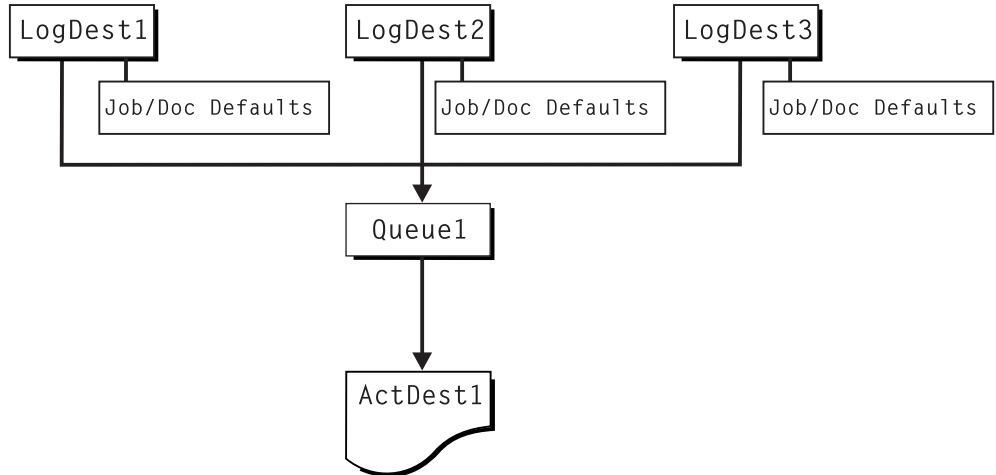 LogDest1
LogDest2
LogDest3
Job/Doc Defaults
Job/Doc Defaults
Job/Doc Defaults
Queue1
ActDest1